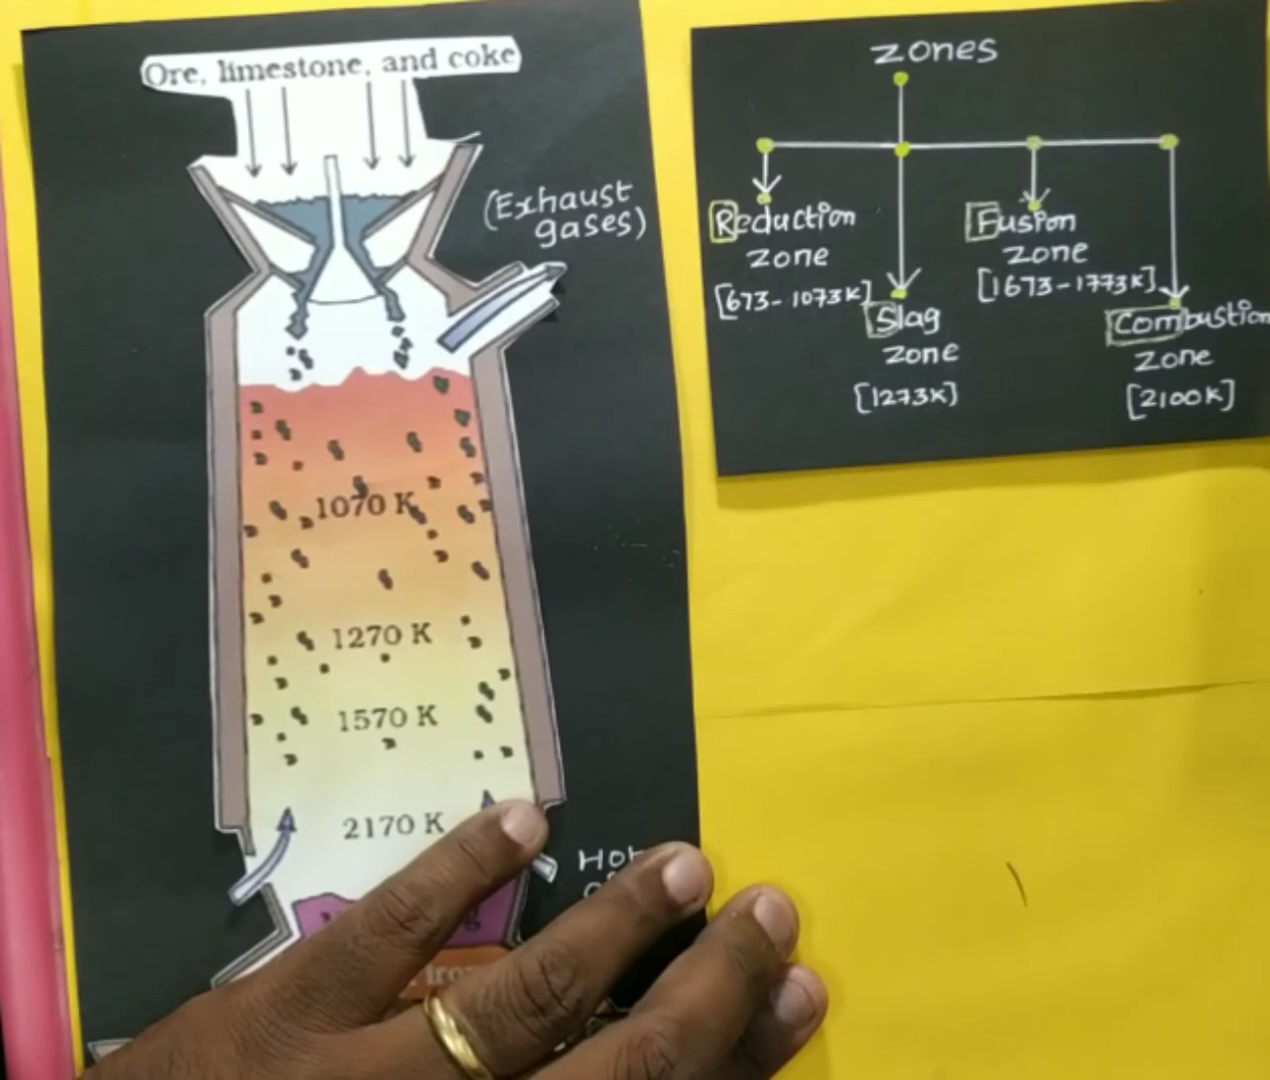 Ore, limestone, and coke
(Exhaust
gases)
1070 K
1270 K
1570 K
2170 K
zones
Reduction
zone
[673-1073K]
Slag
zone
[1273K]
Fusion
zone
[1673-1773K]
Combustion
zone
[2100K]